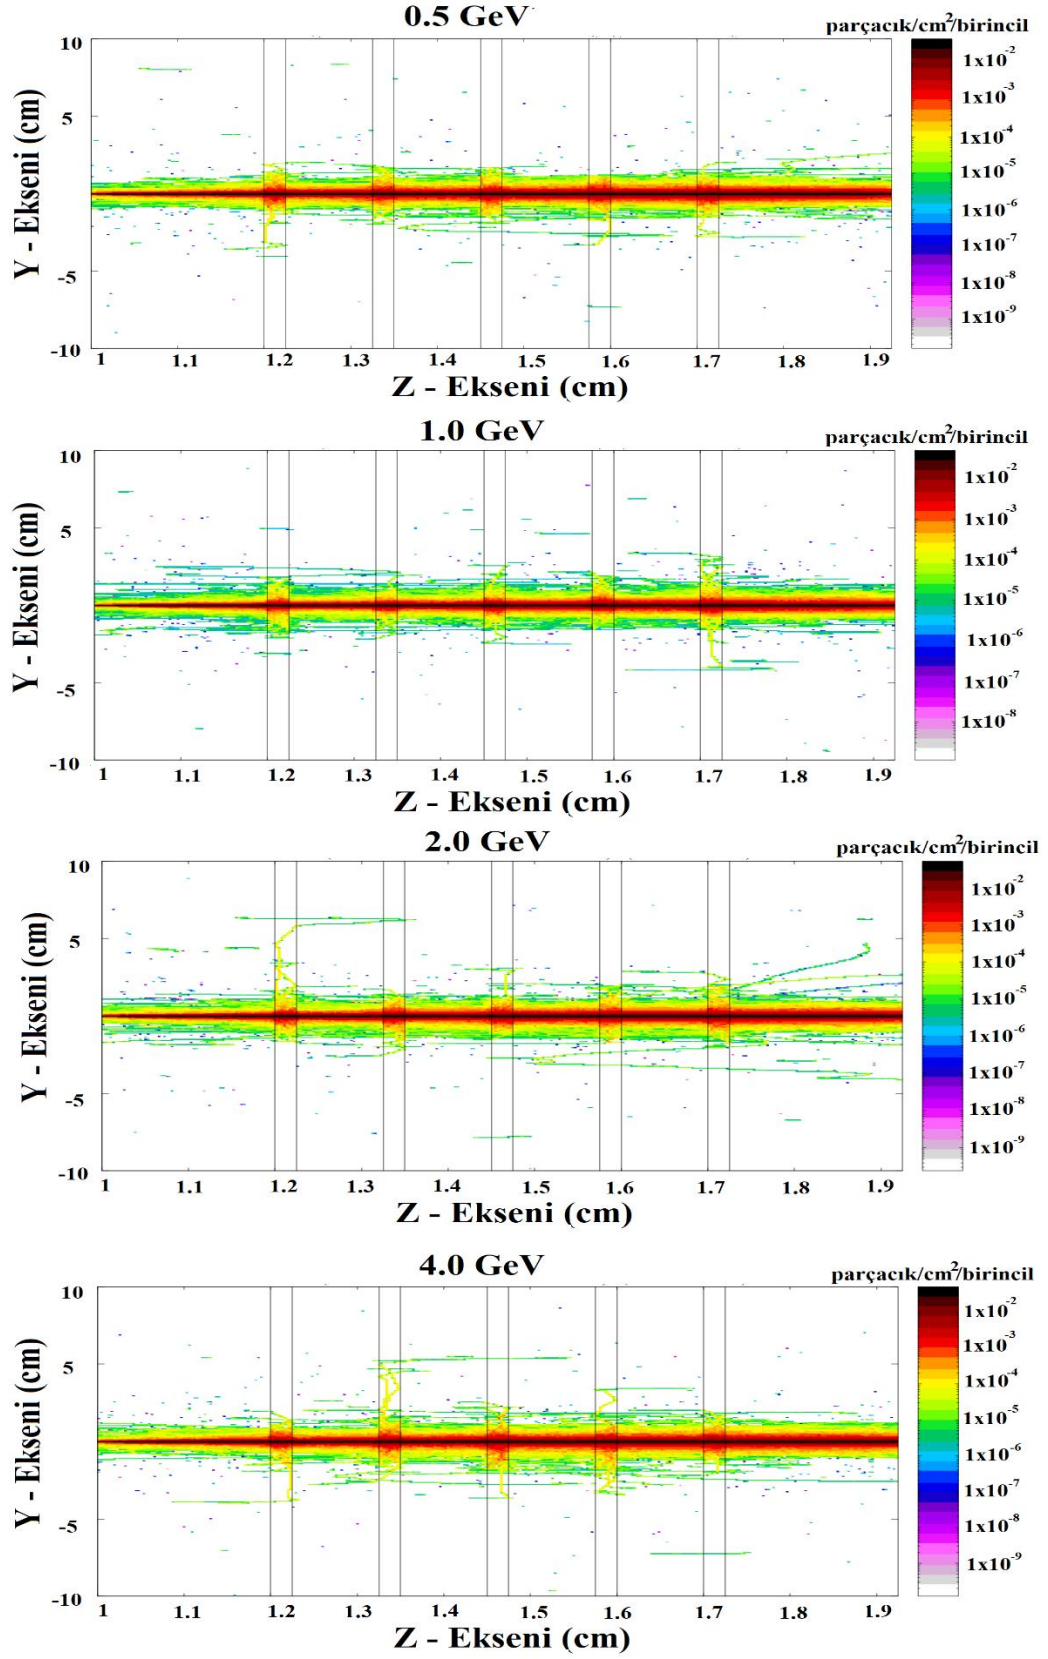 0.5 GeV
parçacık/cm²/birincil
10
5
-5
-10
Y - Ekseni (cm)
1 1.1 1.2 1.3 1.4 1.5 1.6 1.7 1.8 1.9
Z - Ekseni (cm)
1x10⁻²
1x10⁻³
1x10⁻⁴
1x10⁻⁵
1x10⁻⁶
1x10⁻⁷
1x10⁻⁸
1x10⁻⁹
1.0 GeV
parçacık/cm²/birincil
10
5
-5
-10
Y - Ekseni (cm)
1 1.1 1.2 1.3 1.4 1.5 1.6 1.7 1.8 1.9
Z - Ekseni (cm)
1x10⁻²
1x10⁻³
1x10⁻⁴
1x10⁻⁵
1x10⁻⁶
1x10⁻⁷
1x10⁻⁸
2.0 GeV
parçacık/cm²/birincil
10
5
-5
-10
Y - Ekseni (cm)
1 1.1 1.2 1.3 1.4 1.5 1.6 1.7 1.8 1.9
Z - Ekseni (cm)
1x10⁻²
1x10⁻³
1x10⁻⁴
1x10⁻⁵
1x10⁻⁶
1x10⁻⁷
1x10⁻⁸
1x10⁻⁹
4.0 GeV
parçacık/cm²/birincil
10
5
-5
-10
Y - Ekseni (cm)
1 1.1 1.2 1.3 1.4 1.5 1.6 1.7 1.8 1.9
Z - Ekseni (cm)
1x10⁻²
1x10⁻³
1x10⁻⁴
1x10⁻⁵
1x10⁻⁶
1x10⁻⁷
1x10⁻⁸
1x10⁻⁹